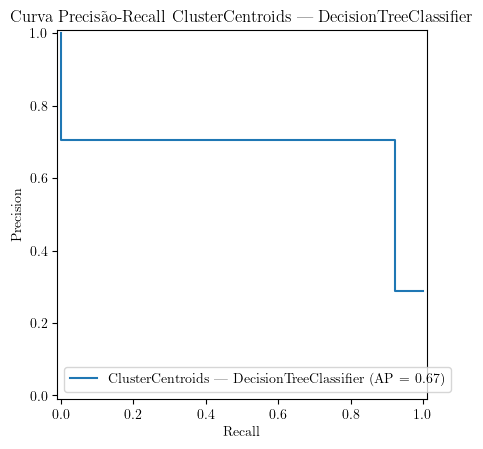 Curva Precisão-Recall ClusterCentroids — DecisionTreeClassifier
1.0
0.8
0.6
0.4
0.2
0.0
Precision
ClusterCentroids — DecisionTreeClassifier (AP = 0.67)
0.0 0.2 0.4 0.6 0.8 1.0
Recall